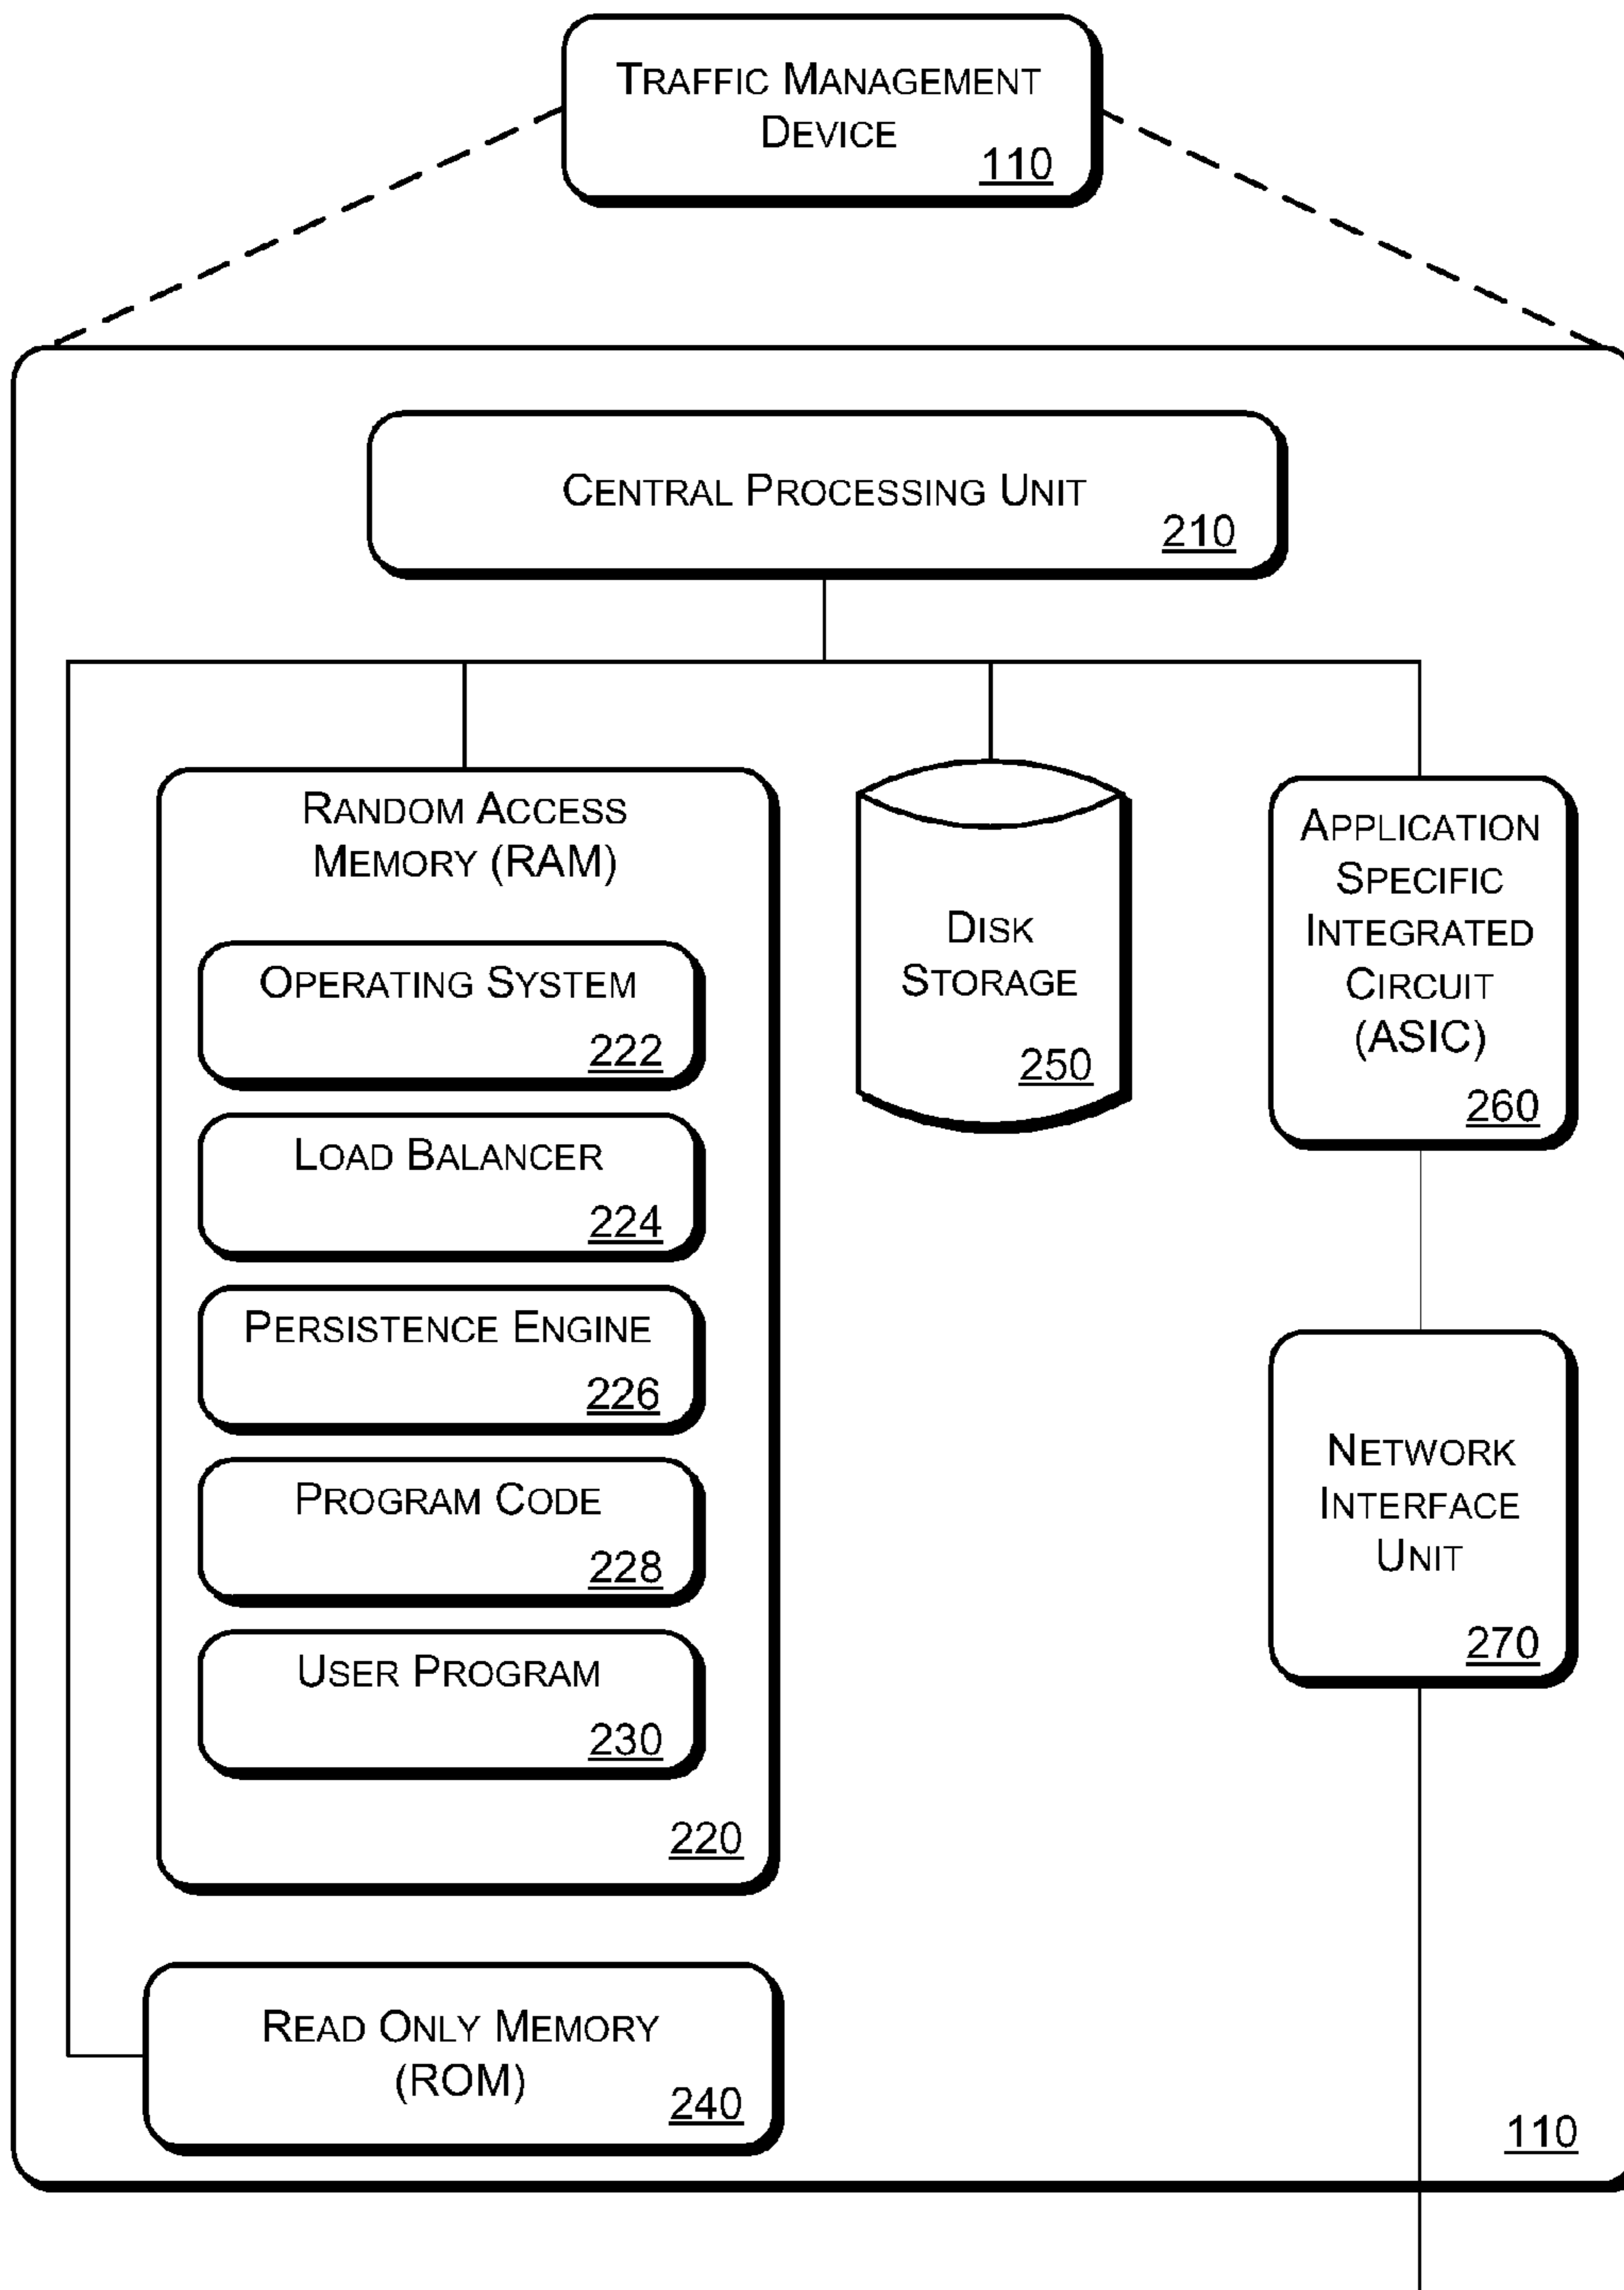 TRAFFIC MANAGEMENT
DEVICE
110
CENTRAL PROCESSING UNIT
210
RANDOM ACCESS
MEMORY (RAM)
OPERATING SYSTEM
222
LOAD BALANCER
224
PERSISTENCE ENGINE
226
PROGRAM CODE
228
USER PROGRAM
230
220
DISK
STORAGE
250
APPLICATION
SPECIFIC
INTEGRATED
CIRCUIT
(ASIC)
260
NETWORK
INTERFACE
UNIT
270
READ ONLY MEMORY
(ROM)
240
110